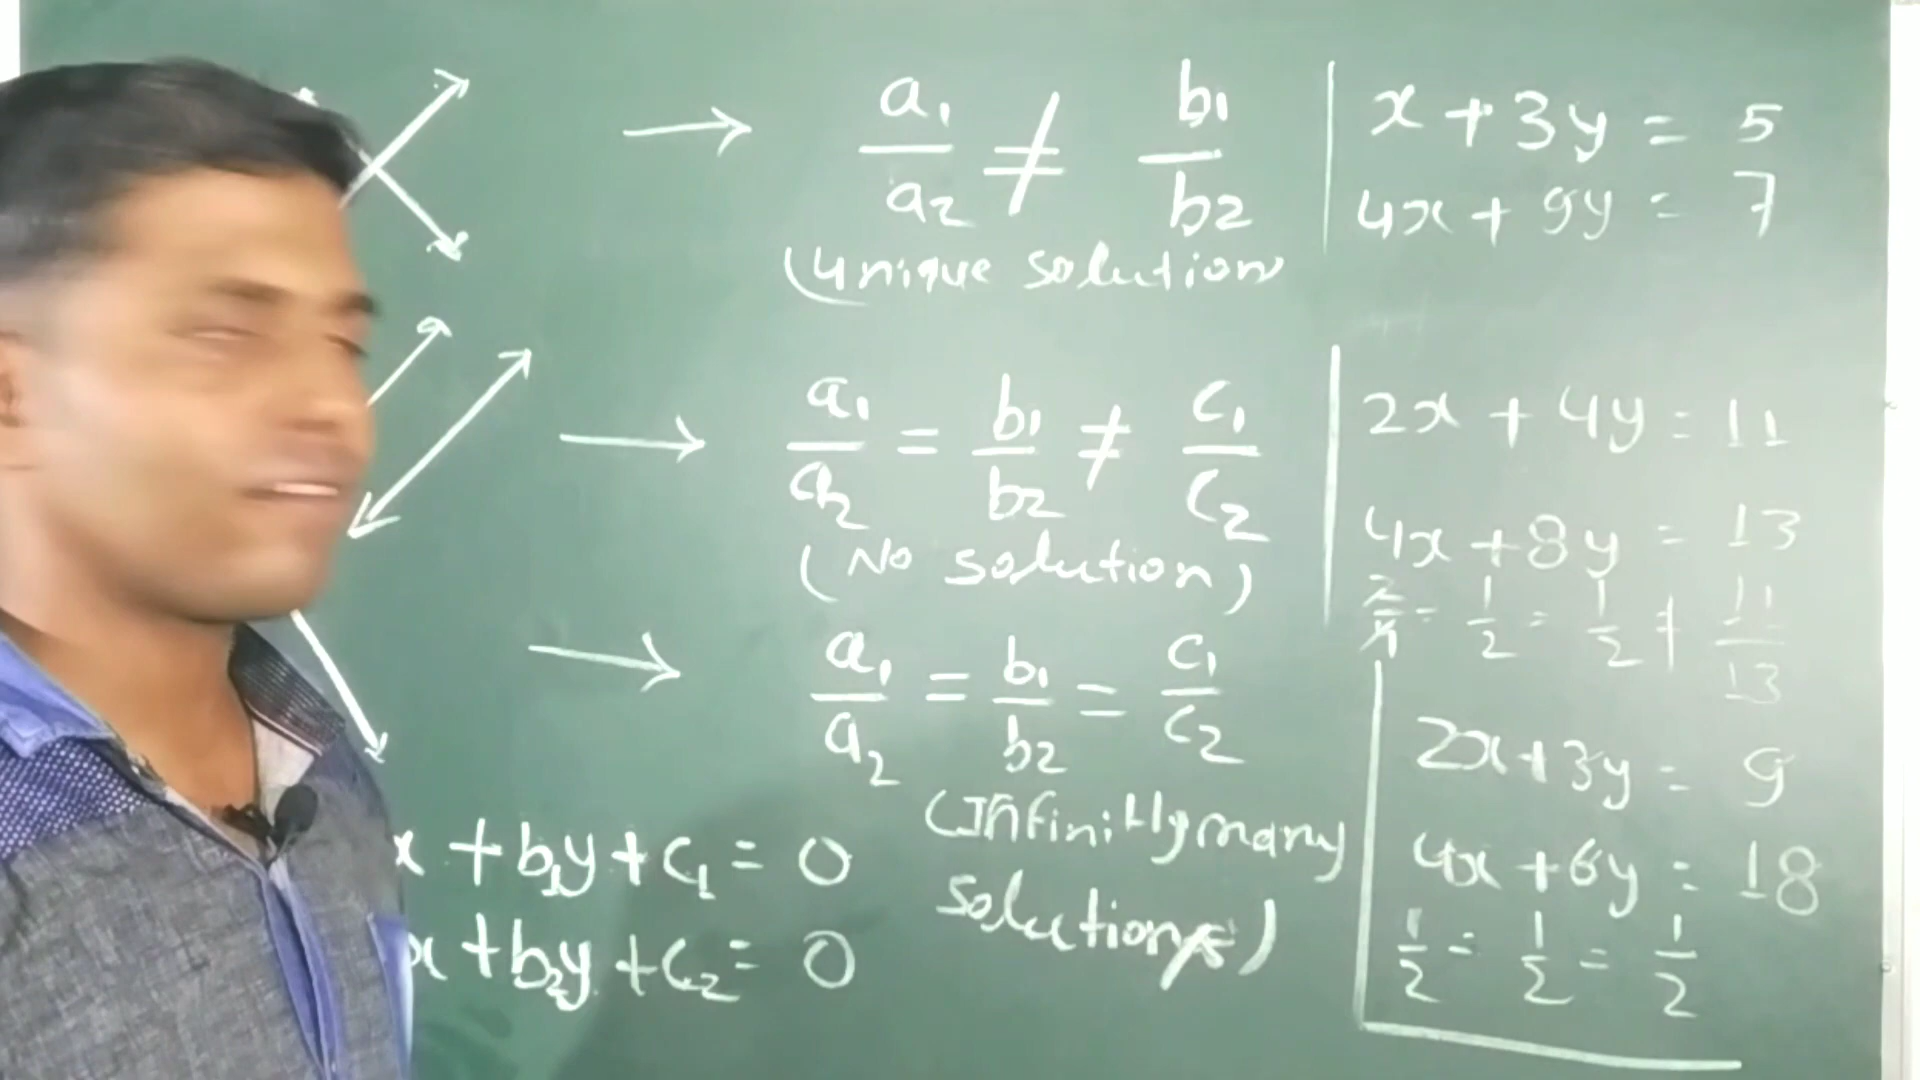 a₁/a₂ ≠ b₁/b₂
(Unique solution
x + 3y = 5
4x + 9y = 7
a₁/a₂ = b₁/b₂ ≠ c₁/c₂
(No solution)
2x + 4y = 11
4x + 8y = 13
2/4 = 1/2 = 1/2 ≠ 11/13
a₁/a₂ = b₁/b₂ = c₁/c₂
(Infinitly many
solution)
2x + 3y = 9
4x + 6y = 18
1/2 = 1/2 = 1/2
x + b₁y + c₁ = 0
x + b₂y + c₂ = 0